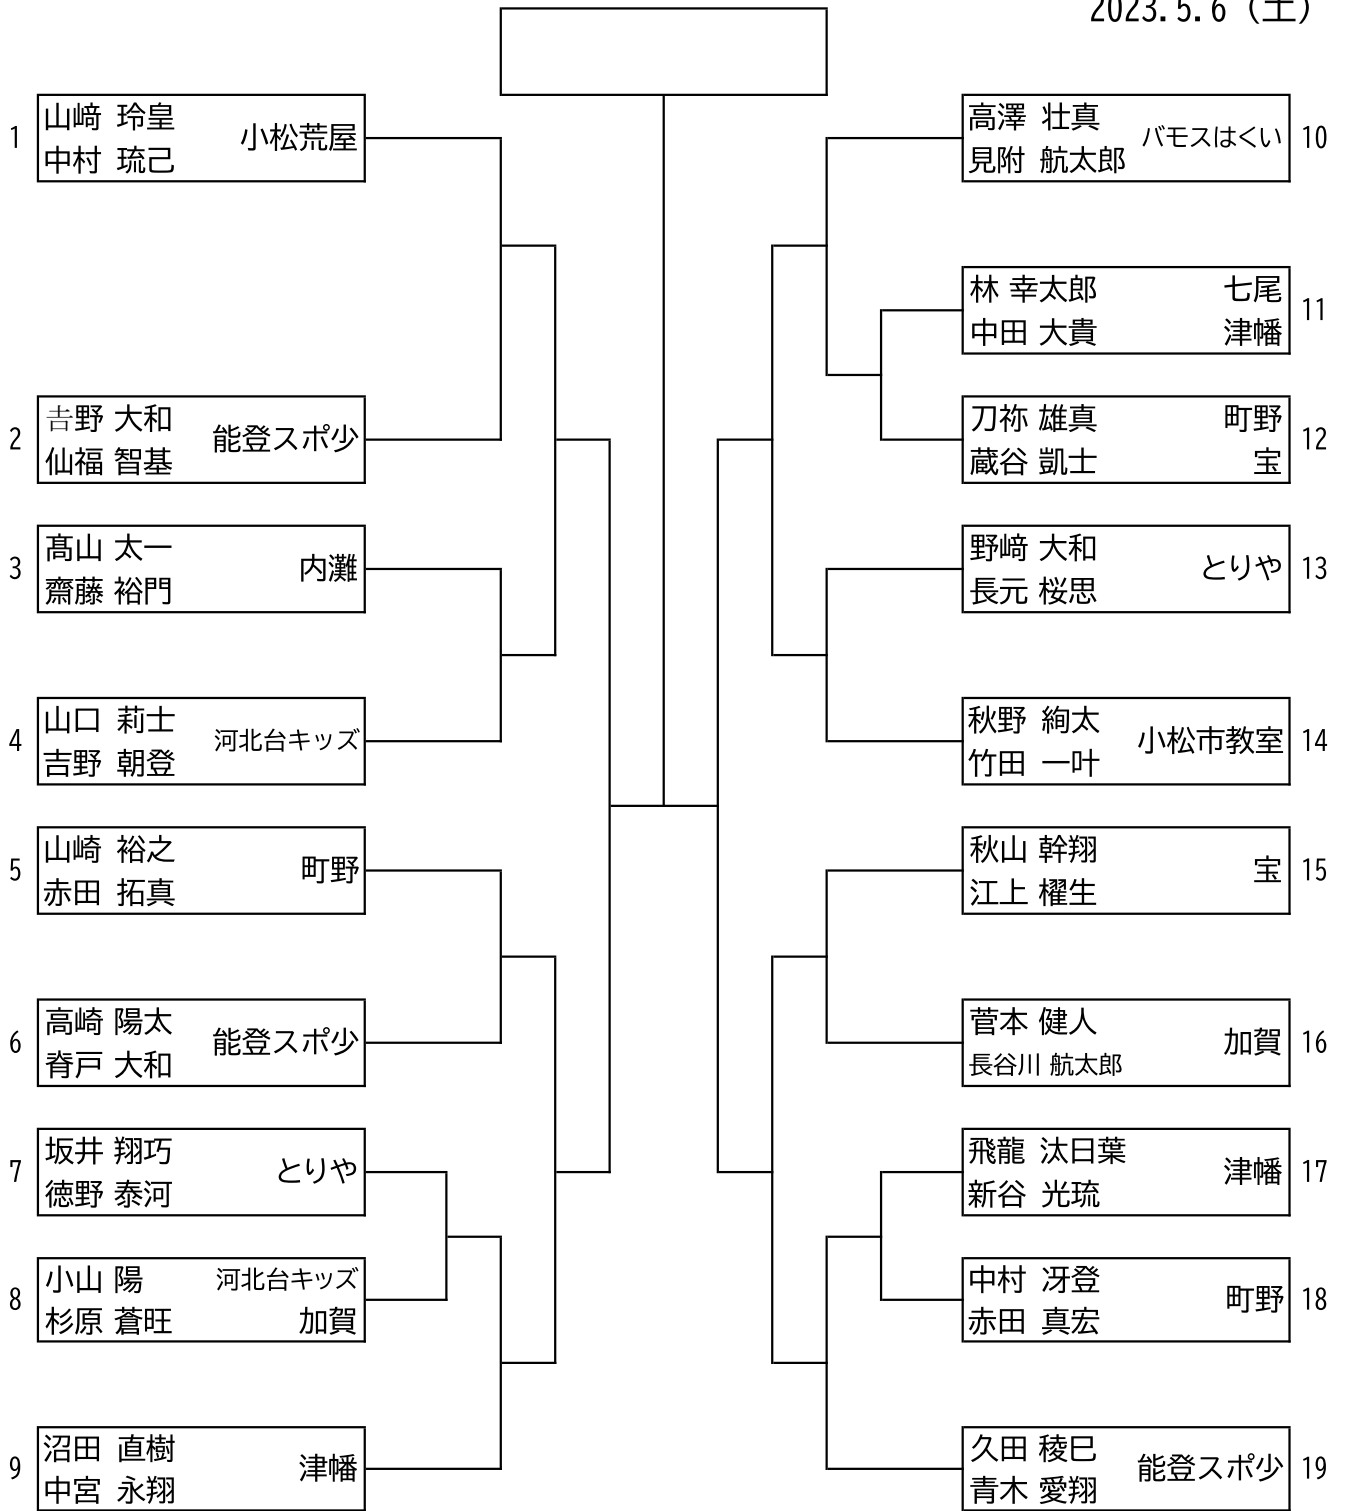 2023.5.6（土）
1
山﨑 玲皇
中村 琉己
小松荒屋
2
𠮷野 大和
仙福 智基
能登スポ少
3
髙山 太一
齋藤 裕門
内灘
4
山口 莉士
吉野 朝登
河北台キッズ
5
山崎 裕之
赤田 拓真
町野
6
高崎 陽太
脊戸 大和
能登スポ少
7
坂井 翔巧
徳野 泰河
とりや
8
小山 陽 河北台キッズ
杉原 蒼旺 加賀
9
沼田 直樹
中宮 永翔
津幡
10
高澤 壮真
見附 航太郎
バモスはくい
11
林 幸太郎 七尾
中田 大貴 津幡
12
刀祢 雄真 町野
蔵谷 凱士 宝
13
野﨑 大和
長元 桜思
とりや
14
秋野 絢太
竹田 一叶
小松市教室
15
秋山 幹翔
江上 櫂生
宝
16
菅本 健人
長谷川 航太郎
加賀
17
飛龍 汰日葉
新谷 光琉
津幡
18
中村 冴登
赤田 真宏
町野
19
久田 稜巳
青木 愛翔
能登スポ少